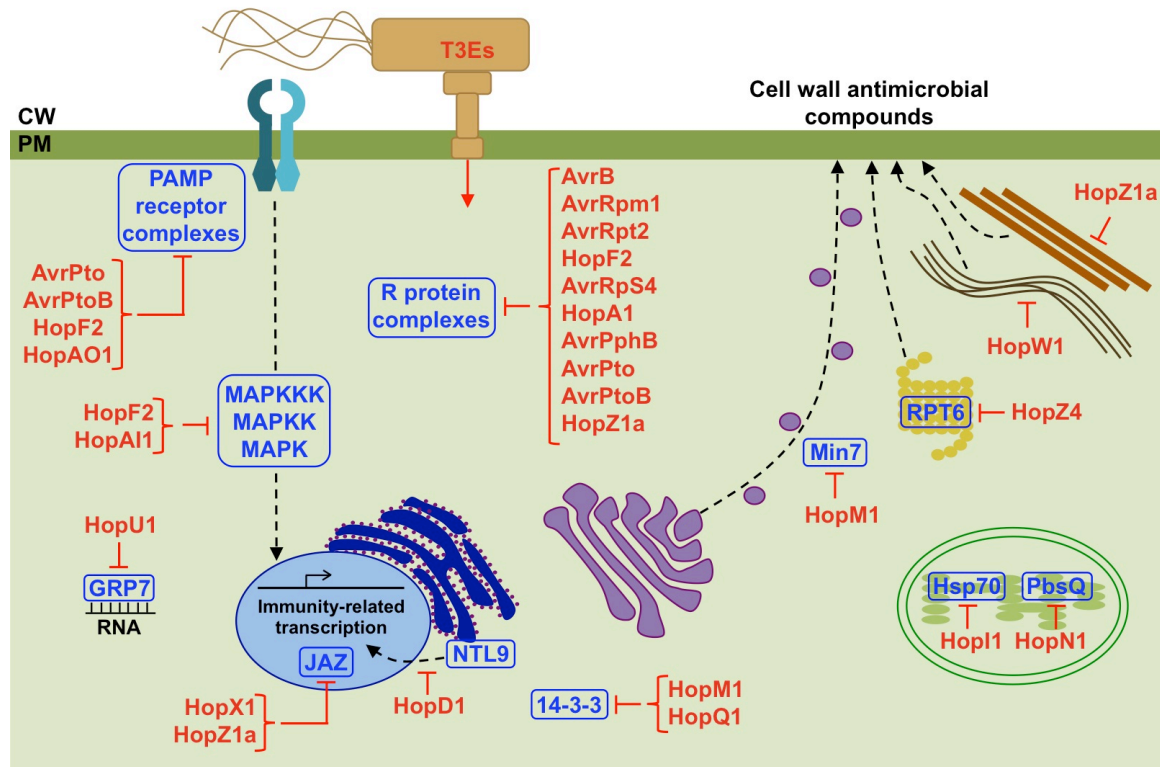 T3Es
CW
PM
Cell wall antimicrobial
compounds
PAMP
receptor
complexes
AvrPto
AvrPtoB
HopF2
HopAO1
R protein
complexes
AvrB
AvrRpm1
AvrRpt2
HopF2
AvrRpS4
HopA1
AvrPphB
AvrPto
AvrPtoB
HopZ1a
HopZ1a
HopW1
RPT6
HopZ4
HopF2
HopAI1
MAPKKK
MAPKK
MAPK
Min7
HopM1
HopU1
GRP7
RNA
Immunity-related
transcription
JAZ
NTL9
HopD1
HopX1
HopZ1a
14-3-3
HopM1
HopQ1
Hsp70
PbsQ
HopI1
HopN1